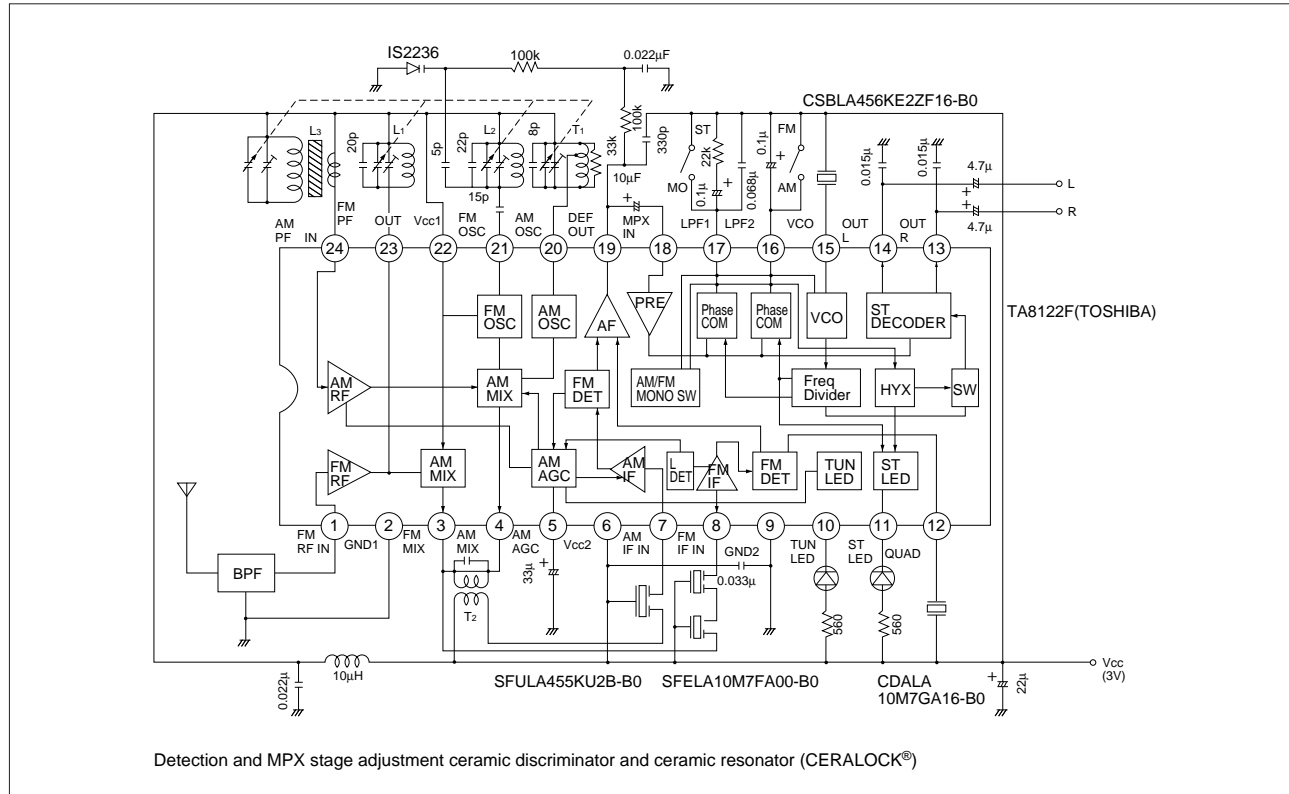 IS2236
100k
0.022µF
CSBLA456KE2ZF16-B0
L3
20p
L1
5p
22p
L2
8p
T1
33k
100k
330p
ST
22k
0.1µ
FM
0.015µ
0.015µ
4.7µ
L
R
4.7µ
15p
10µF
MO
0.1µ
0.068µ
AM
AM PF
FM PF
IN
OUT
Vcc1
FM OSC
AM OSC
DEF OUT
MPX IN
LPF1
LPF2
VCO
OUT L
OUT R
24
23
22
21
20
19
18
17
16
15
14
13
TA8122F(TOSHIBA)
FM OSC
AM OSC
AF
PRE
Phase COM
Phase COM
VCO
ST DECODER
AM RF
AM MIX
FM DET
AM/FM MONO SW
Freq Divider
HYX
SW
FM RF
AM MIX
AM AGC
AM IF
L DET
FM IF
FM DET
TUN LED
ST LED
1
2
3
4
5
6
7
8
9
10
11
12
FM RF IN
GND1
FM MIX
AM MIX
AM AGC
Vcc2
AM IF IN
FM IF IN
GND2
TUN LED
ST LED
QUAD
BPF
T2
33µ
0.033µ
560
560
0.022µ
10µH
SFULA455KU2B-B0
SFELA10M7FA00-B0
CDALA
10M7GA16-B0
Vcc
(3V)
22µ
Detection and MPX stage adjustment ceramic discriminator and ceramic resonator (CERALOCK®)